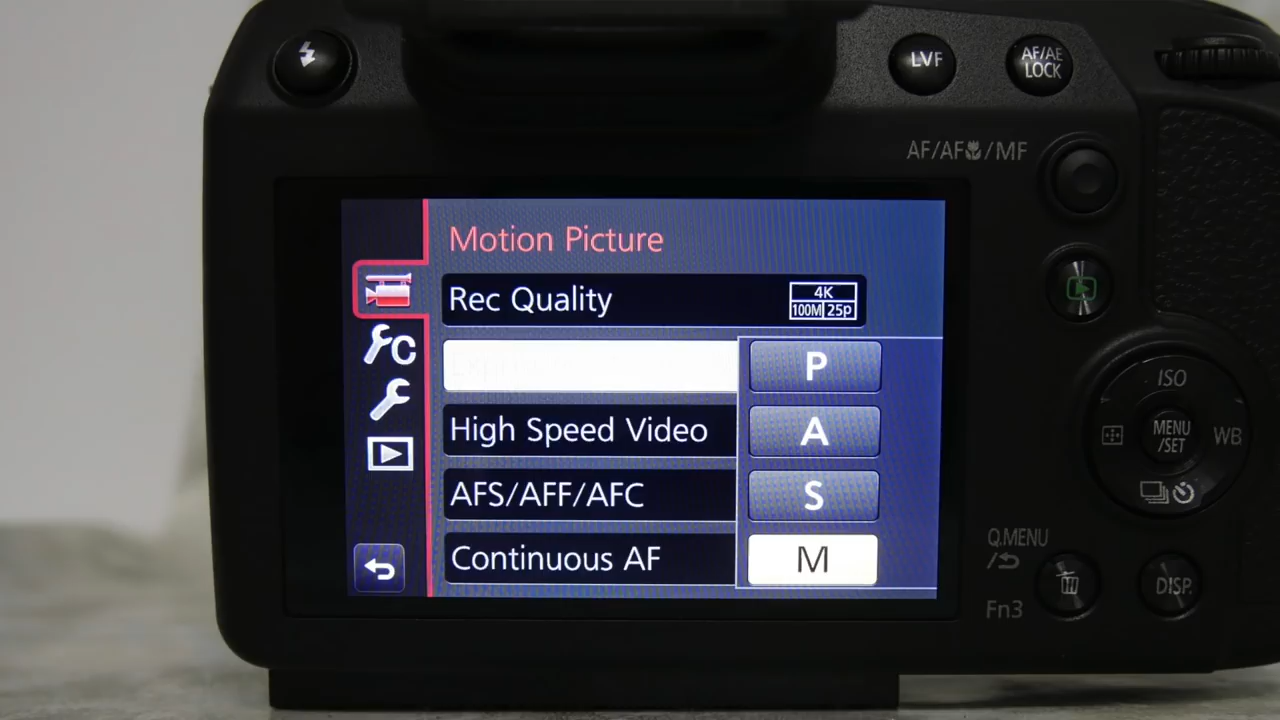 LVF
AF/AE
LOCK
AF/AF/MF
Motion Picture
Rec Quality
4K
100M 25p
P
High Speed Video
A
AFS/AFF/AFC
S
Continuous AF
M
C
ISO
MENU
/SET
WB
Q.MENU
/
Fn3
DISP.